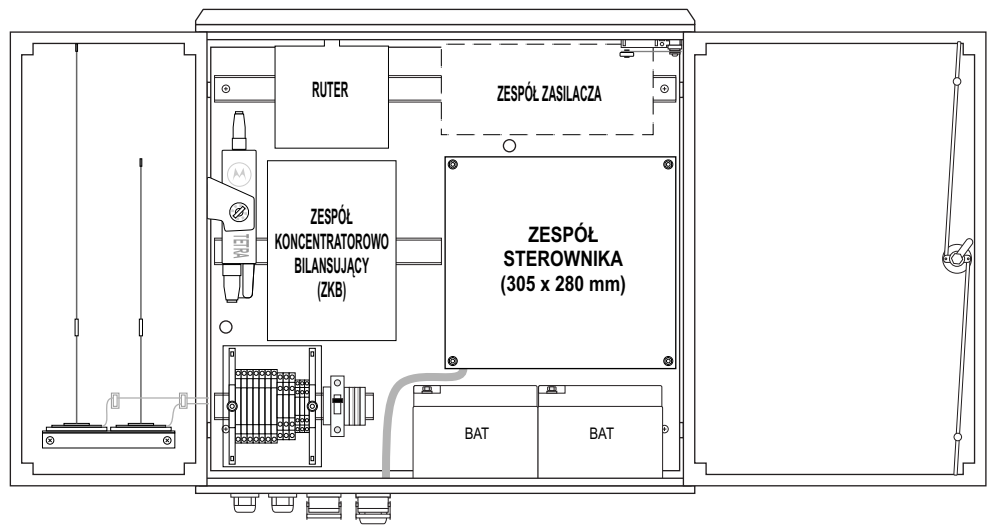 RUTER
ZESPÓŁ ZASILACZA
TETRA
ZESPÓŁ
KONCENTRATOROWO
BILANSUJĄCY
(ZKB)
ZESPÓŁ
STEROWNIKA
(305 x 280 mm)
BAT
BAT